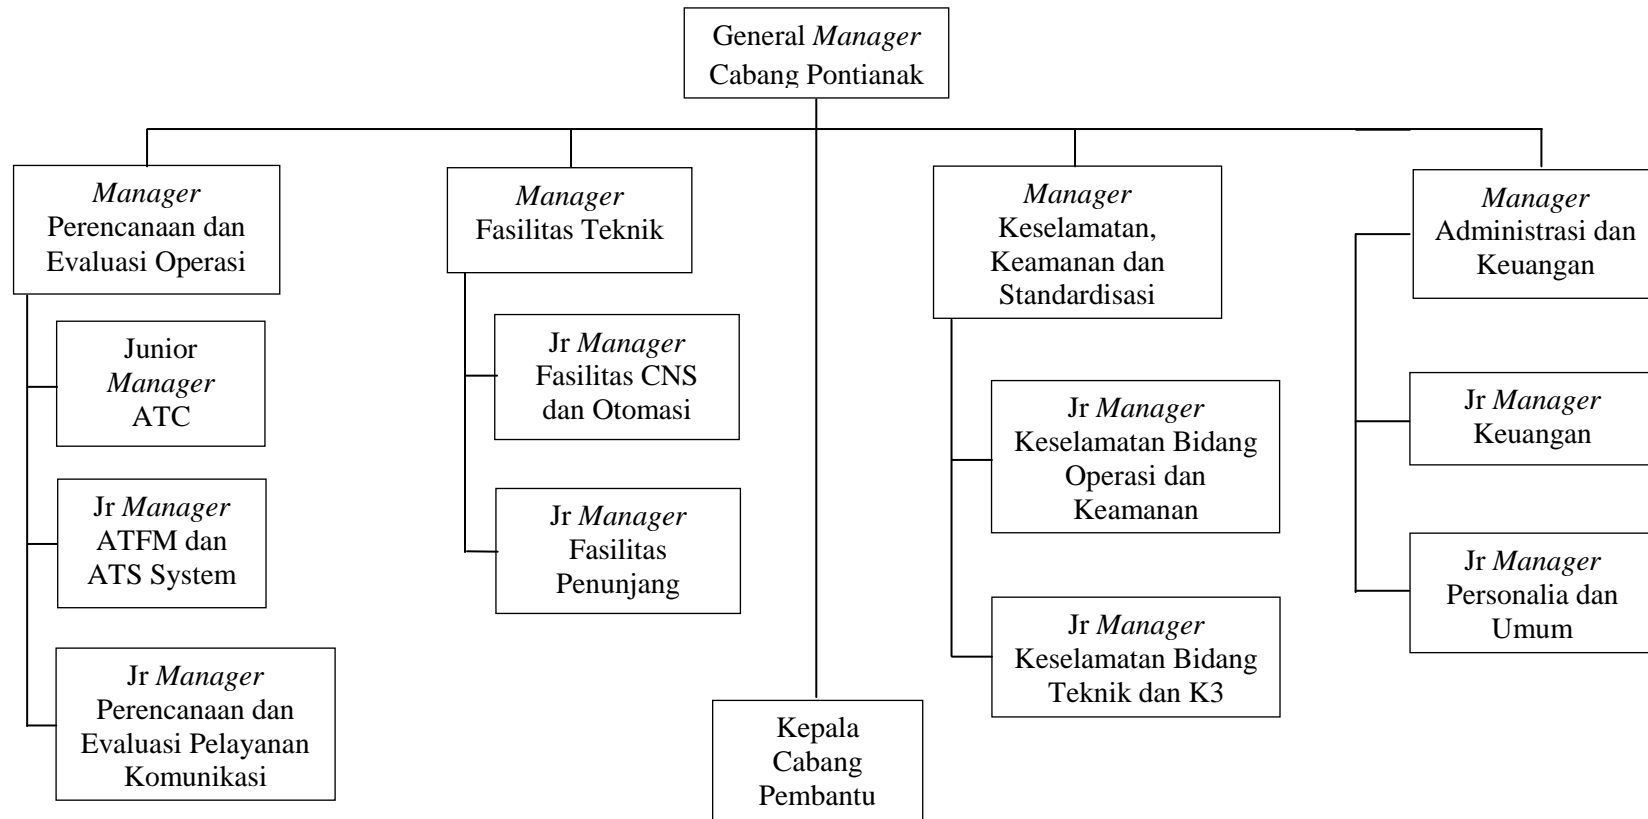 General Manager
Cabang Pontianak
Manager
Perencanaan dan
Evaluasi Operasi
Manager
Fasilitas Teknik
Manager
Keselamatan,
Keamanan dan
Standardisasi
Manager
Administrasi dan
Keuangan
Junior
Manager
ATC
Jr Manager
ATFM dan
ATS System
Jr Manager
Perencanaan dan
Evaluasi Pelayanan
Komunikasi
Jr Manager
Fasilitas CNS
dan Otomasi
Jr Manager
Fasilitas
Penunjang
Kepala
Cabang
Pembantu
Jr Manager
Keselamatan Bidang
Operasi dan
Keamanan
Jr Manager
Keselamatan Bidang
Teknik dan K3
Jr Manager
Keuangan
Jr Manager
Personalia dan
Umum